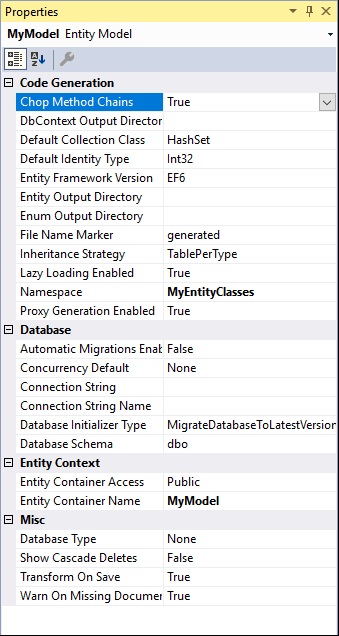 Properties
MyModel Entity Model
Code Generation
Chop Method Chains True
DbContext Output Director
Default Collection Class HashSet
Default Identity Type Int32
Entity Framework Version EF6
Entity Output Directory
Enum Output Directory
File Name Marker generated
Inheritance Strategy TablePerType
Lazy Loading Enabled True
Namespace MyEntityClasses
Proxy Generation Enabled True
Database
Automatic Migrations Enab False
Concurrency Default None
Connection String
Connection String Name
Database Initializer Type MigrateDatabaseToLatestVersion
Database Schema dbo
Entity Context
Entity Container Access Public
Entity Container Name MyModel
Misc
Database Type None
Show Cascade Deletes False
Transform On Save True
Warn On Missing Documen True